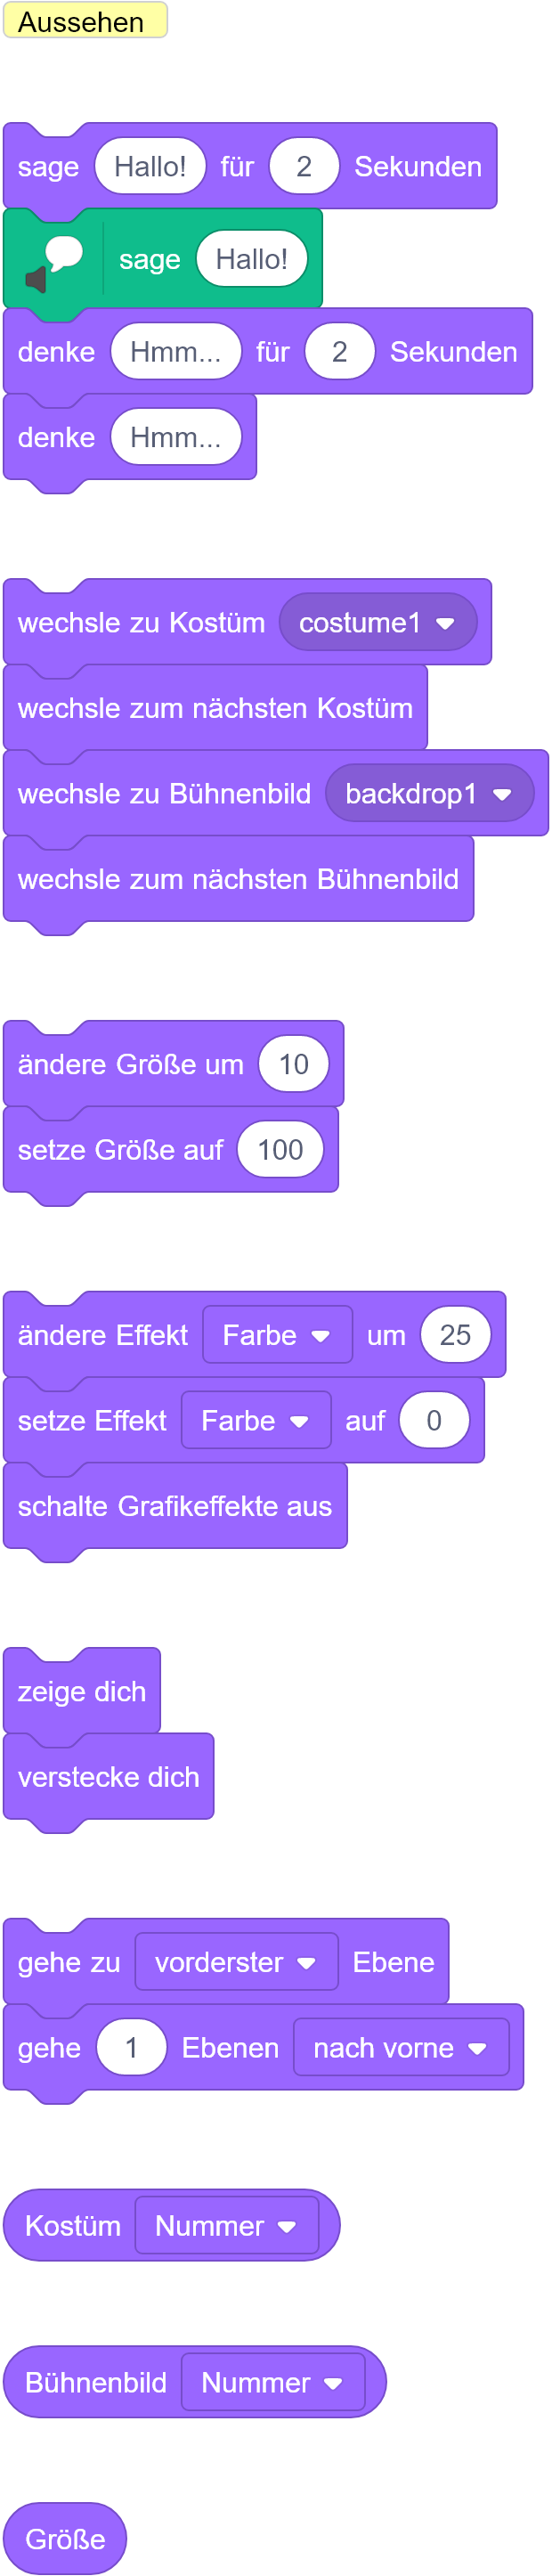 Aussehen
sage Hallo! für 2 Sekunden
sage Hallo!
denke Hmm... für 2 Sekunden
denke Hmm...
wechsle zu Kostüm costume1
wechsle zum nächsten Kostüm
wechsle zu Bühnenbild backdrop1
wechsle zum nächsten Bühnenbild
ändere Größe um 10
setze Größe auf 100
ändere Effekt Farbe um 25
setze Effekt Farbe auf 0
schalte Grafikeffekte aus
zeige dich
verstecke dich
gehe zu vorderster Ebene
gehe 1 Ebenen nach vorne
Kostüm Nummer
Bühnenbild Nummer
Größe